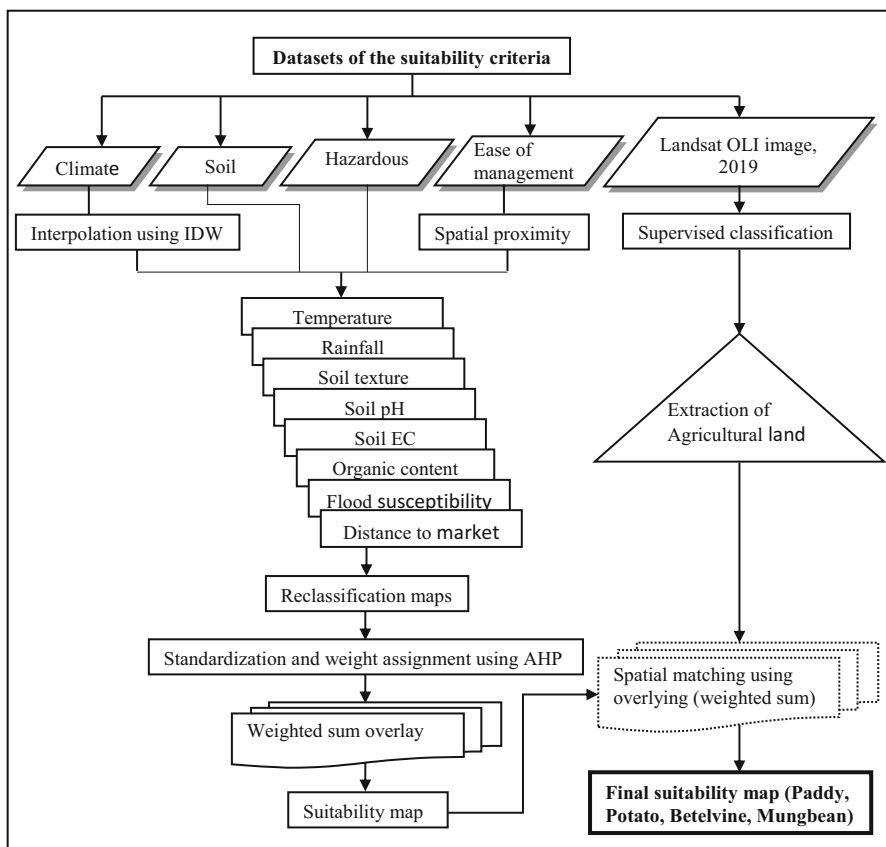 Datasets of the suitability criteria
Climate
Soil
Hazardous
Ease of
management
Landsat OLI image,
2019
Interpolation using IDW
Spatial proximity
Supervised classification
Temperature
Rainfall
Soil texture
Soil pH
Soil EC
Organic content
Flood susceptibility
Distance to market
Extraction of
Agricultural land
Reclassification maps
Standardization and weight assignment using AHP
Weighted sum overlay
Suitability map
Spatial matching using
overlying (weighted sum)
Final suitability map (Paddy,
Potato, Betelvine, Mungbean)